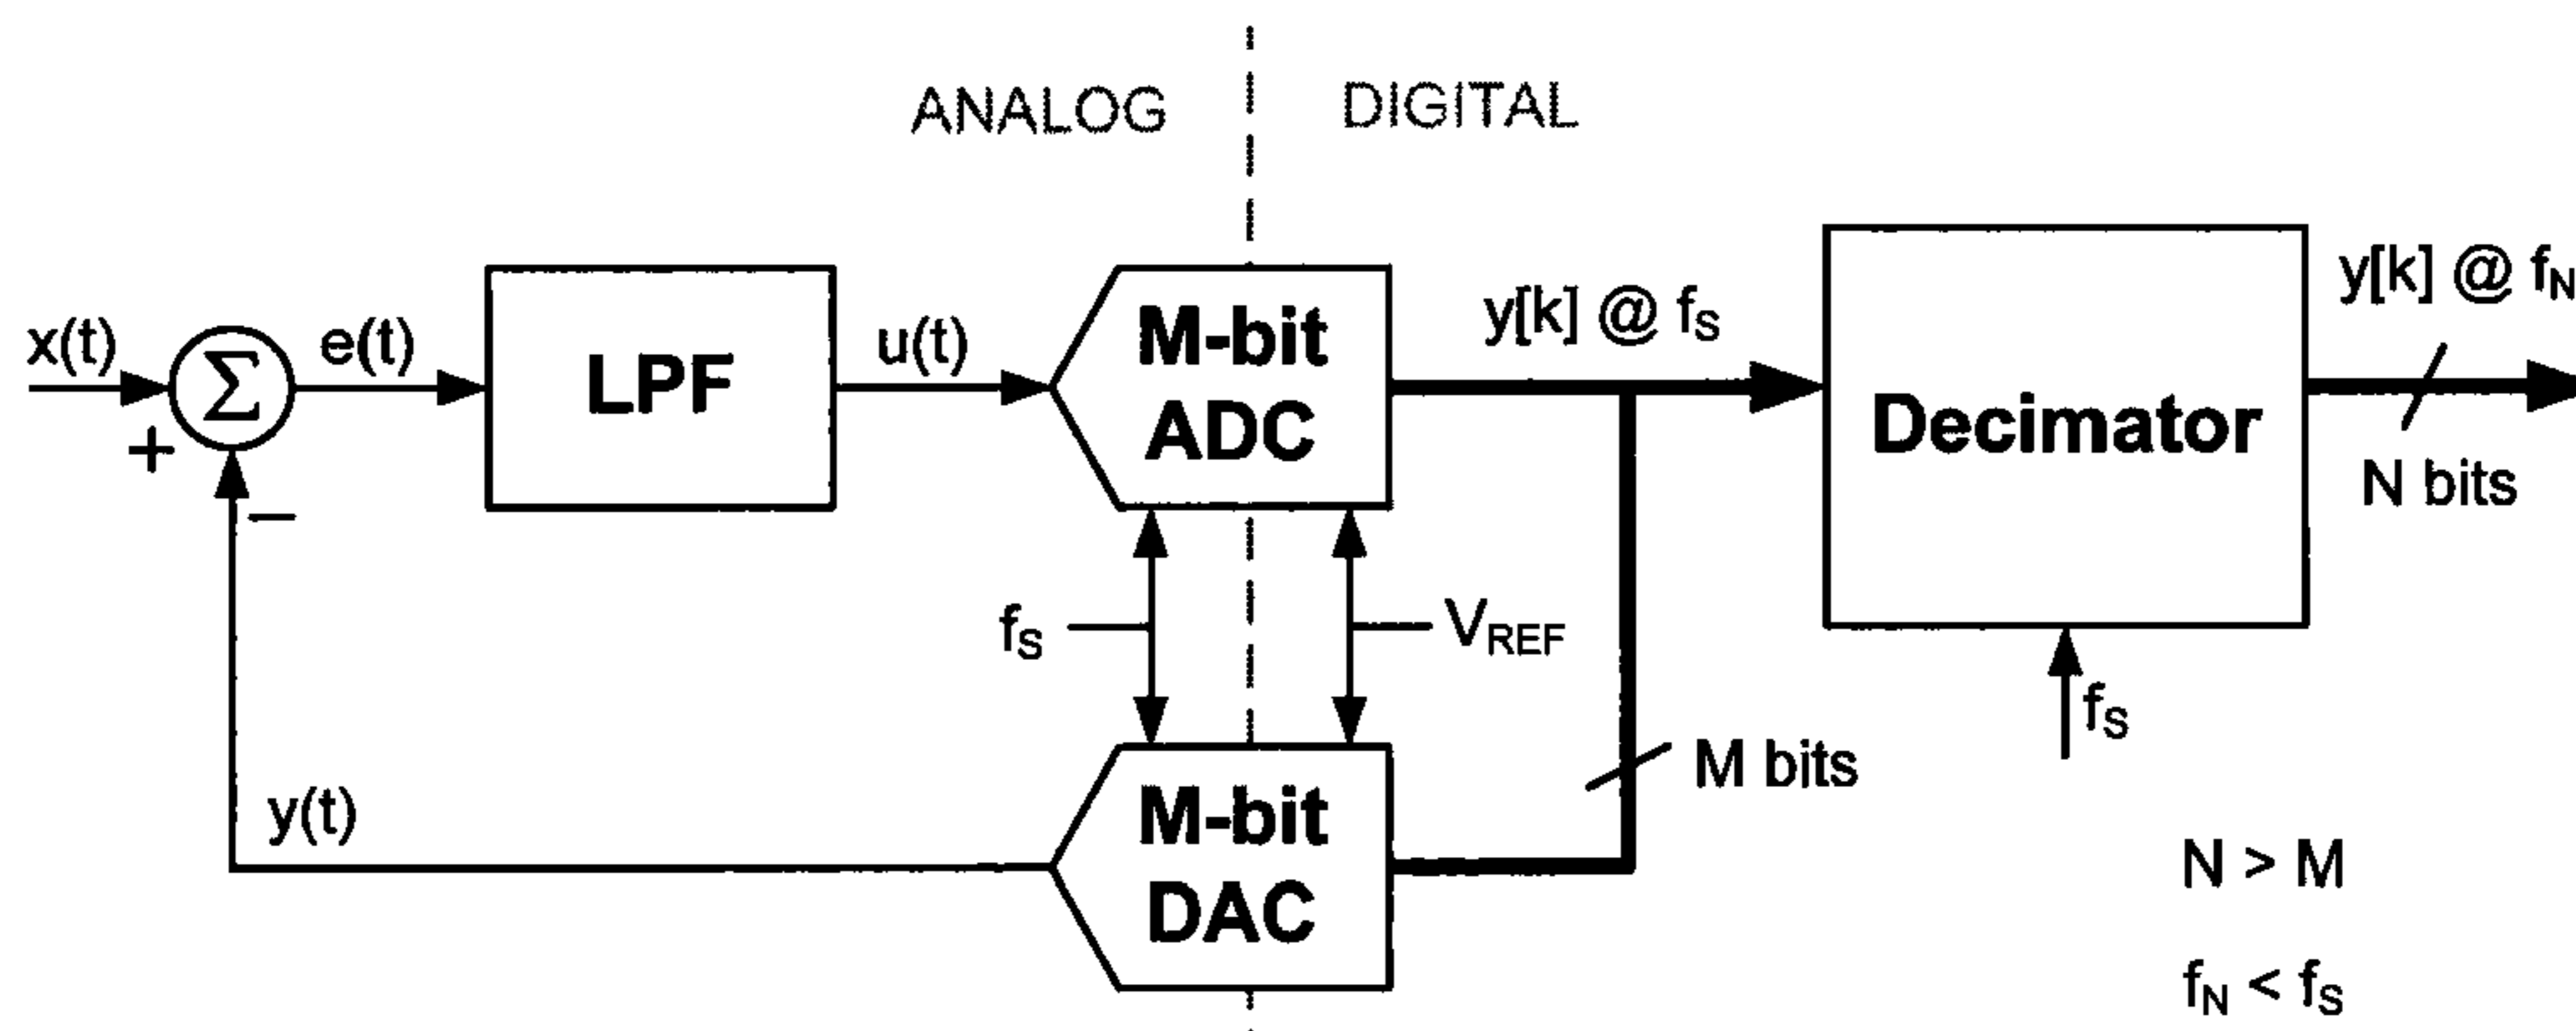 ANALOG
DIGITAL
x(t)
+
Σ
−
e(t)
LPF
u(t)
M-bit
ADC
y[k] @ fS
Decimator
y[k] @ fN
N bits
fS
VREF
fS
M bits
y(t)
M-bit
DAC
N > M
fN < fS